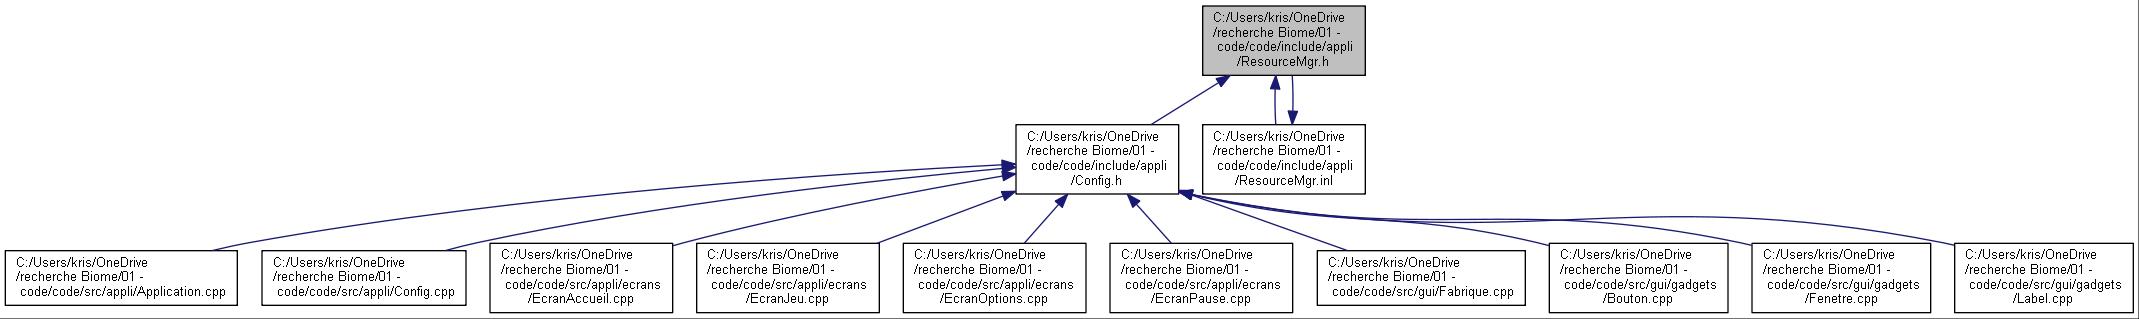 C:/Users/kris/OneDrive
/recherche Biome/01 -
code/code/include/appli
/ResourceMgr.h
C:/Users/kris/OneDrive
/recherche Biome/01 -
code/code/include/appli
/Config.h
C:/Users/kris/OneDrive
/recherche Biome/01 -
code/code/include/appli
/ResourceMgr.inl
C:/Users/kris/OneDrive
/recherche Biome/01 -
code/code/src/appli/Application.cpp
C:/Users/kris/OneDrive
/recherche Biome/01 -
code/code/src/appli/Config.cpp
C:/Users/kris/OneDrive
/recherche Biome/01 -
code/code/src/appli/ecrans
/EcranAccueil.cpp
C:/Users/kris/OneDrive
/recherche Biome/01 -
code/code/src/appli/ecrans
/EcranJeu.cpp
C:/Users/kris/OneDrive
/recherche Biome/01 -
code/code/src/appli/ecrans
/EcranOptions.cpp
C:/Users/kris/OneDrive
/recherche Biome/01 -
code/code/src/appli/ecrans
/EcranPause.cpp
C:/Users/kris/OneDrive
/recherche Biome/01 -
code/code/src/gui/Fabrique.cpp
C:/Users/kris/OneDrive
/recherche Biome/01 -
code/code/src/gui/gadgets
/Bouton.cpp
C:/Users/kris/OneDrive
/recherche Biome/01 -
code/code/src/gui/gadgets
/Fenetre.cpp
C:/Users/kris/OneDrive
/recherche Biome/01 -
code/code/src/gui/gadgets
/Label.cpp